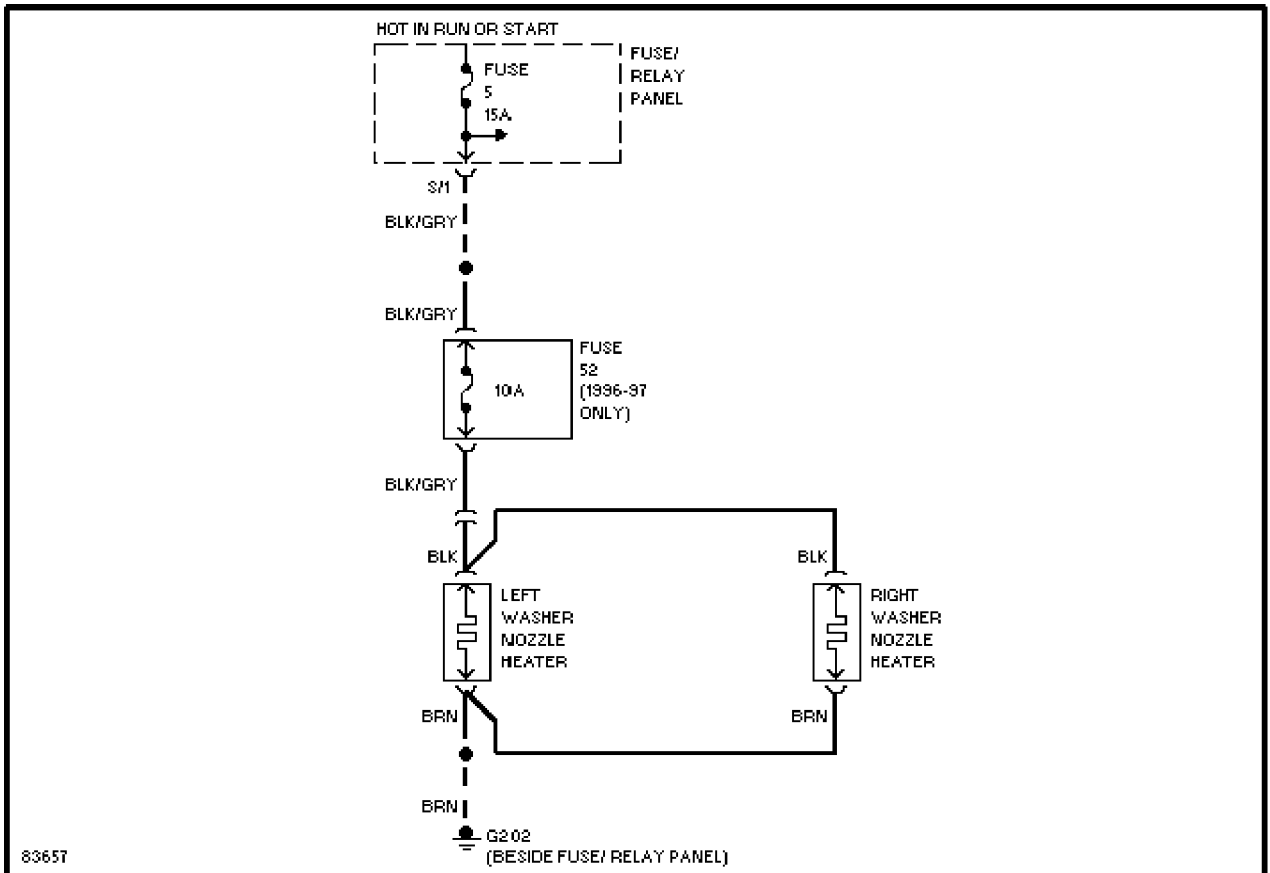 HOT IN RUN OR START
FUSE/
RELAY
PANEL
FUSE
5
15A
S/1
BLK/GRY
BLK/GRY
FUSE
52
(1996-97
ONLY)
10A
BLK/GRY
BLK
BLK
LEFT
WASHER
NOZZLE
HEATER
RIGHT
WASHER
NOZZLE
HEATER
BRN
BRN
BRN
G202
(BESIDE FUSE/ RELAY PANEL)
83657